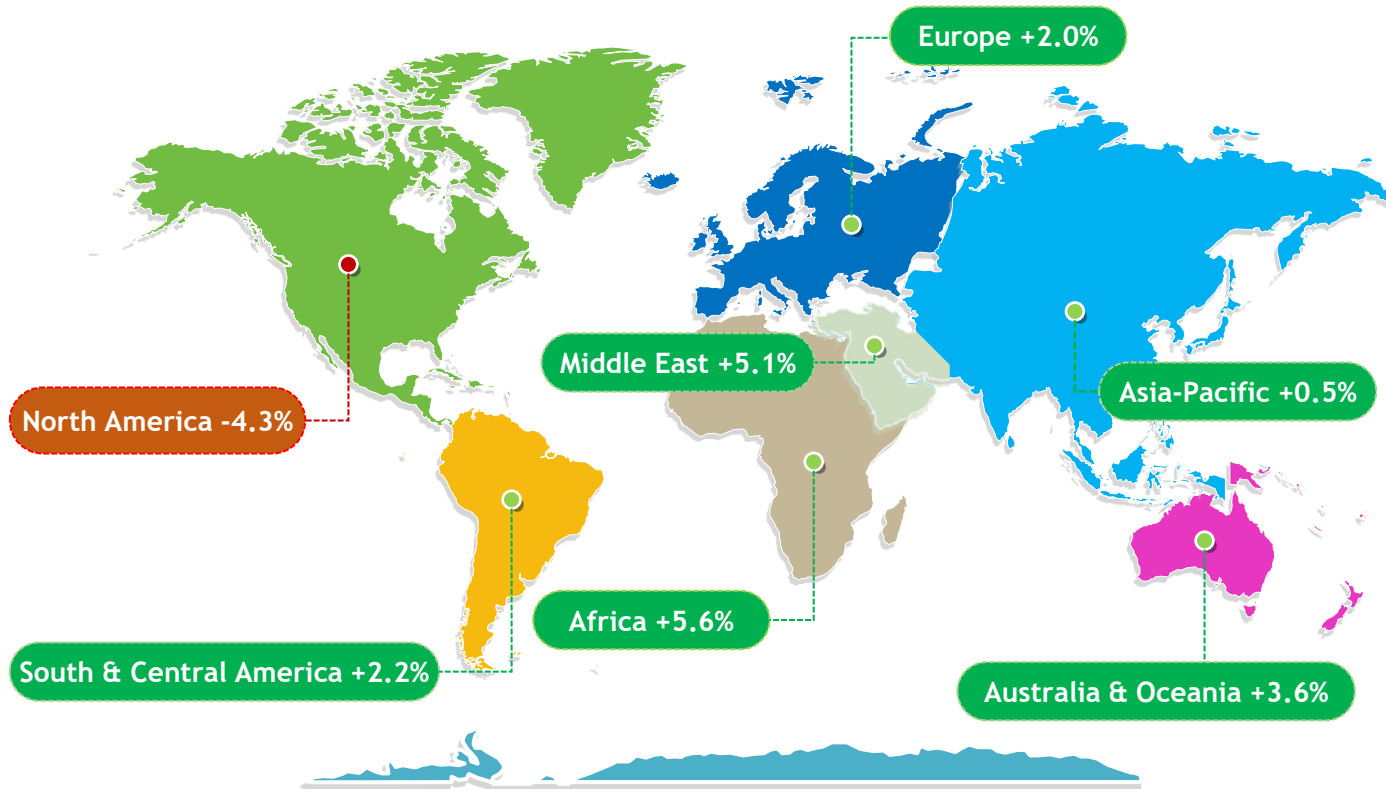 Europe +2.0%
Middle East +5.1%
Asia-Pacific +0.5%
North America -4.3%
Africa +5.6%
South & Central America +2.2%
Australia & Oceania +3.6%